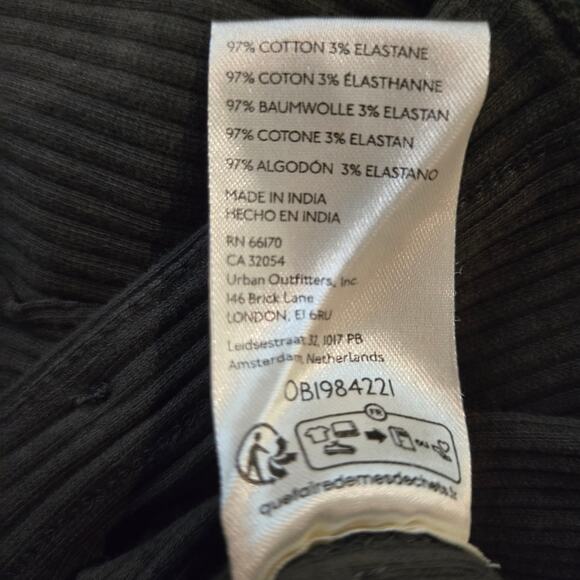 97% COTTON 3% ELASTANE
97% COTON 3% ÉLASTHANNE
97% BAUMWOLLE 3% ELASTAN
97% COTONE 3% ELASTAN
97% ALGODÓN 3% ELASTANO
MADE IN INDIA
HECHO EN INDIA
RN 66170
CA 32054
Urban Outfitters, Inc
146 Brick Lane
LONDON, E1 6RU
Leidsestraat 32, 1017 PB
Amsterdam, Netherlands
OB1984221
FR
ou
quefairedemesdechets.fr